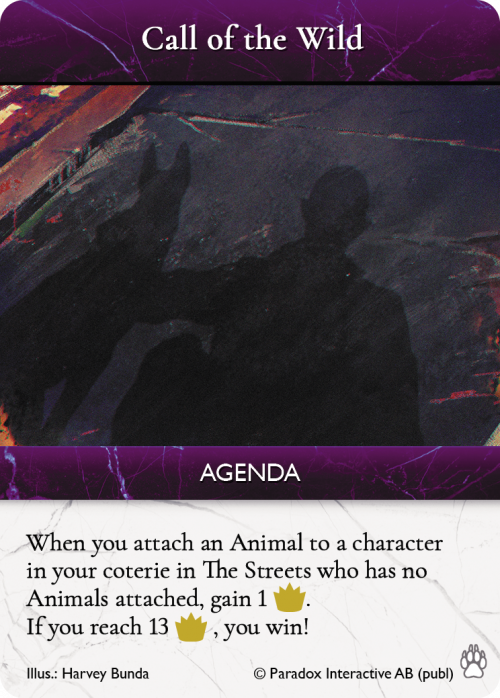 Call of the Wild
AGENDA
When you attach an Animal to a character
in your coterie in The Streets who has no
Animals attached, gain 1 .
If you reach 13 , you win!
Illus.: Harvey Bunda © Paradox Interactive AB (publ)